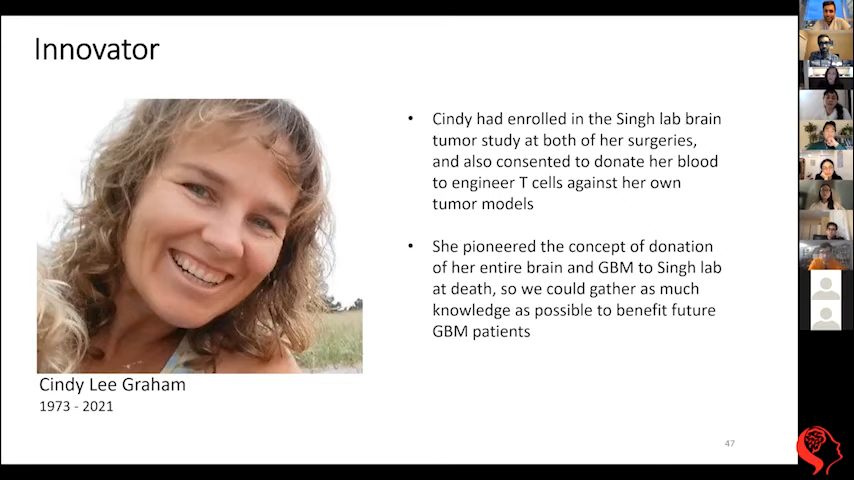 Innovator
Cindy had enrolled in the Singh lab brain
tumor study at both of her surgeries,
and also consented to donate her blood
to engineer T cells against her own
tumor models
She pioneered the concept of donation
of her entire brain and GBM to Singh lab
at death, so we could gather as much
knowledge as possible to benefit future
GBM patients
Cindy Lee Graham
1973 - 2021
47